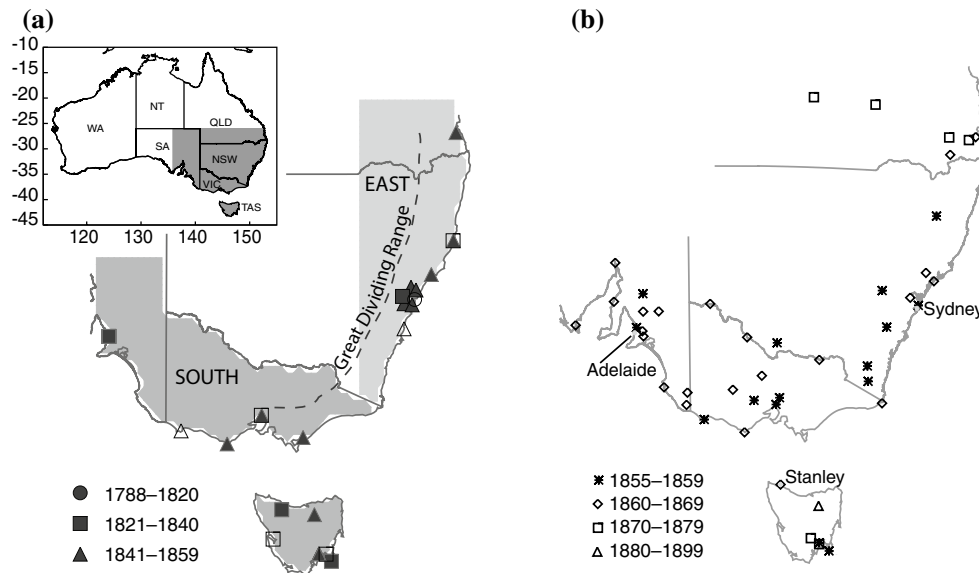 (a)
-10
-15
-20
-25
-30
-35
-40
-45
120 130 140 150
WA
NT
SA
QLD
NSW
VIC
TAS
EAST
Great Dividing Range
SOUTH
1788–1820
1821–1840
1841–1859
(b)
Sydney
Adelaide
Stanley
1855–1859
1860–1869
1870–1879
1880–1899